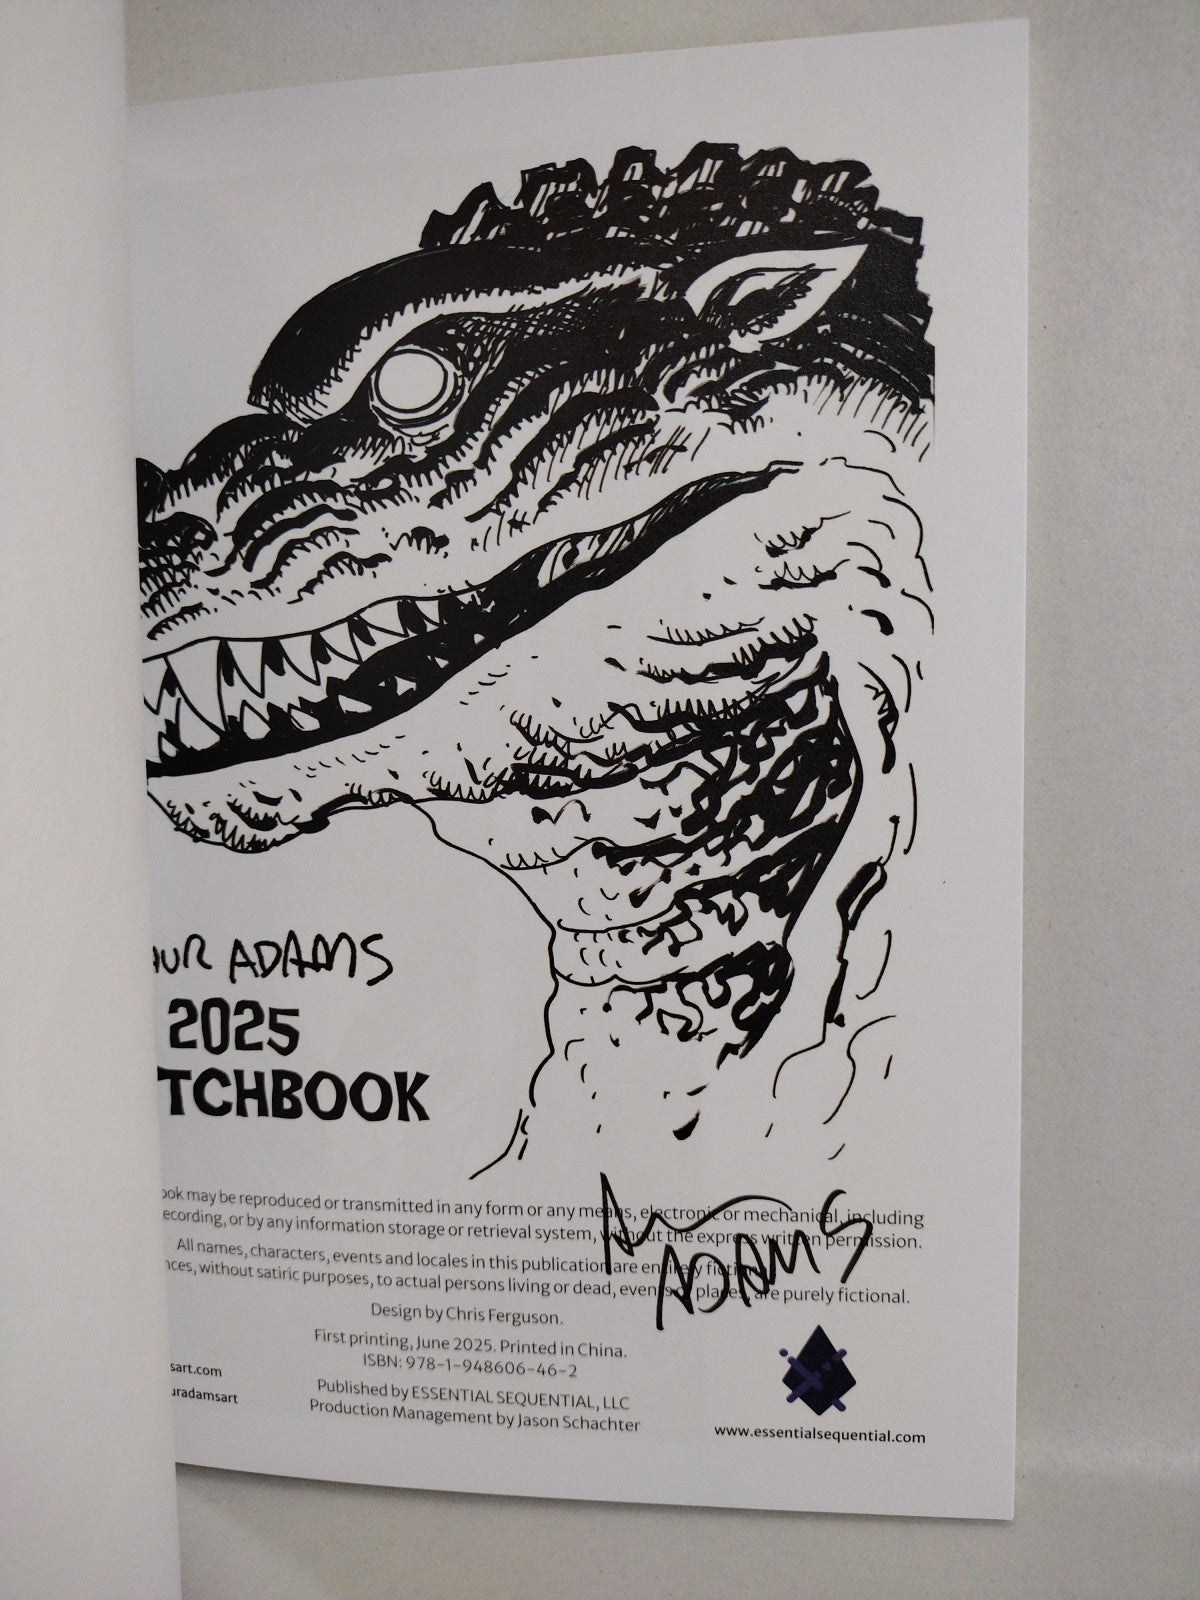 ADAMS
2025
TCHBOOK
ook may be reproduced or transmitted in any form or any means, electronic or mechanical, including
ecording, or by any information storage or retrieval system, without the express written permission.
All names, characters, events and locales in this publication are entirely fictional.
nces, without satiric purposes, to actual persons living or dead, events or places, are purely fictional.
ADAMS
Design by Chris Ferguson.
First printing, June 2025. Printed in China.
ISBN: 978-1-948606-46-2
Published by ESSENTIAL SEQUENTIAL, LLC
Production Management by Jason Schachter
sart.com
uradamsart
www.essentialsequential.com